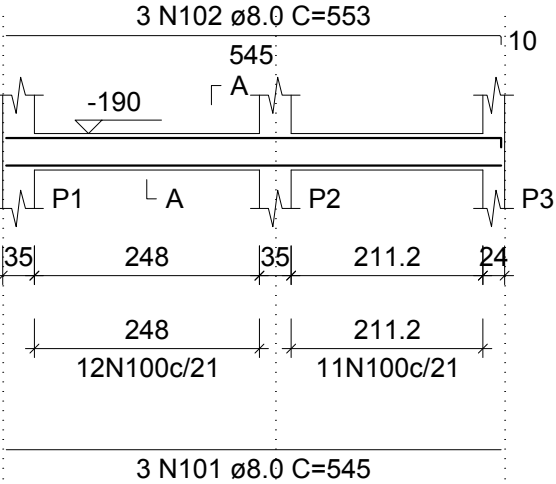 3 N102 ø8.0 C=553
10
545
A
-190
P1
A
P2
P3
35 248 35 211.2 24
248 211.2
12N100c/21 11N100c/21
3 N101 ø8.0 C=545